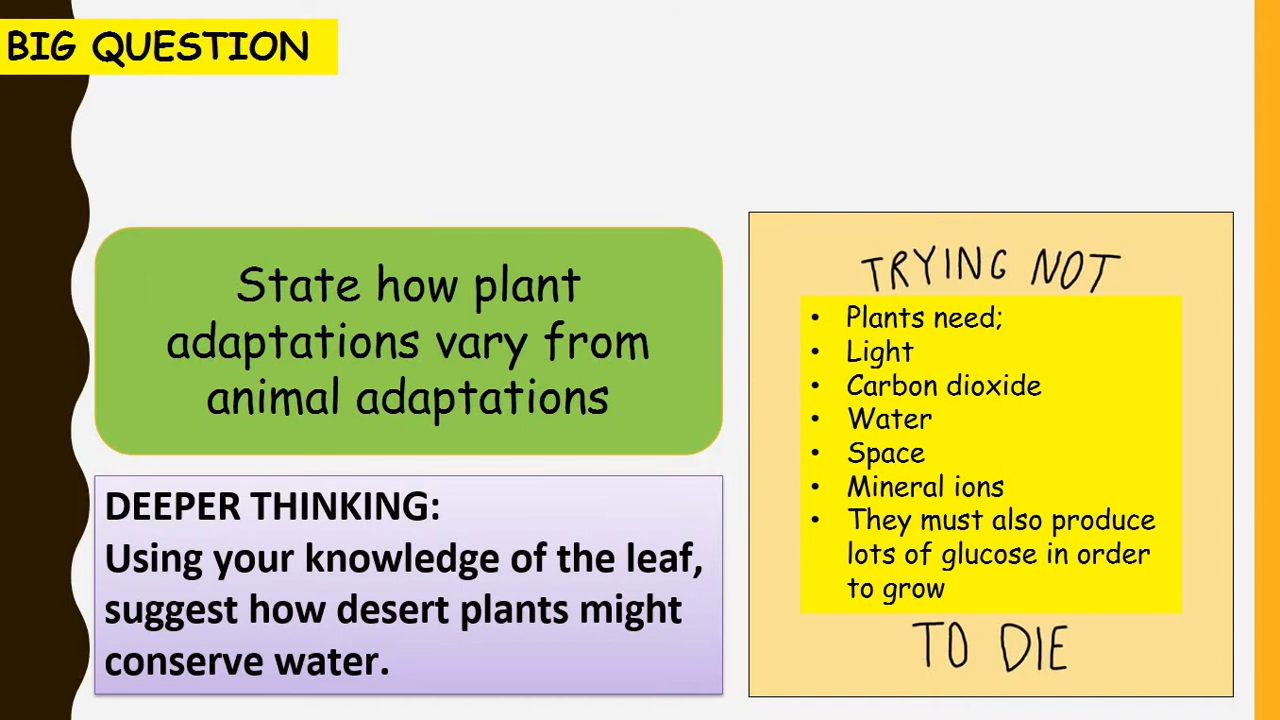 BIG QUESTION
State how plant
adaptations vary from
animal adaptations
DEEPER THINKING:
Using your knowledge of the leaf,
suggest how desert plants might
conserve water.
TRYING NOT
• Plants need;
• Light
• Carbon dioxide
• Water
• Space
• Mineral ions
• They must also produce
lots of glucose in order
to grow
TO DIE